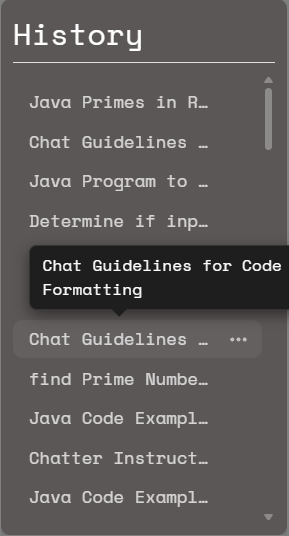 History
Java Primes in R…
Chat Guidelines …
Java Program to …
Determine if inp…
Chat Guidelines for Code
Formatting
Chat Guidelines … •••
find Prime Numbe…
Java Code Exampl…
Chatter Instruct…
Java Code Exampl…